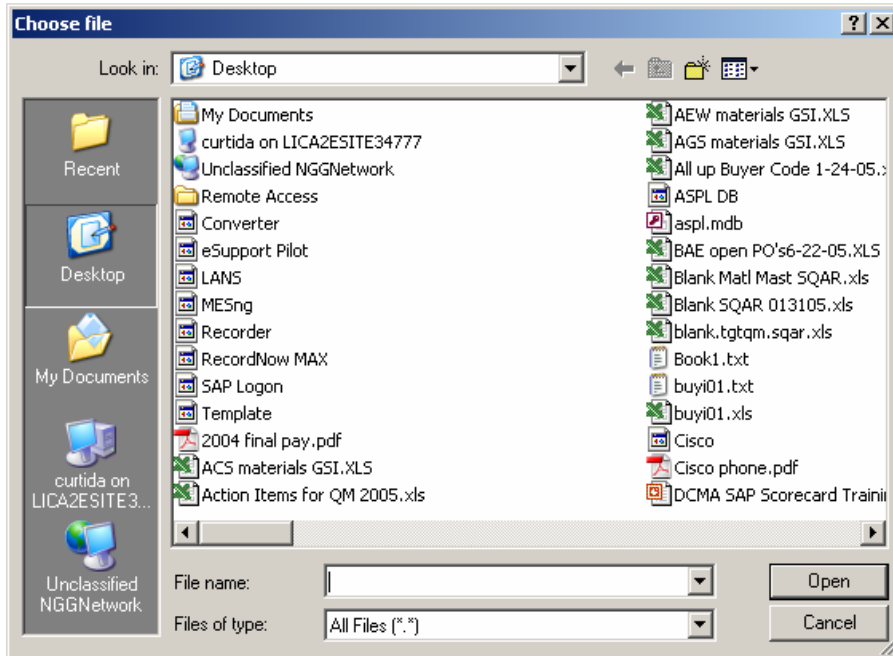 Choose file
Look in:
Desktop
Recent
Desktop
My Documents
curtida on
LICA2ESITE3...
Unclassified
NGGNetwork
My Documents
curtida on LICA2ESITE34777
Unclassified NGGNetwork
Remote Access
Converter
eSupport Pilot
LANS
MESng
Recorder
RecordNow MAX
SAP Logon
Template
2004 final pay.pdf
ACS materials GSI.XLS
Action Items for QM 2005.xls
AEW materials GSI.XLS
AGS materials GSI.XLS
All up Buyer Code 1-24-05.x
ASPL DB
aspl.mdb
BAE open PO's6-22-05.XLS
Blank Matl Mast SQAR.xls
Blank SQAR 013105.xls
blank.tgtqm.sqar.xls
Book1.txt
buyi01.txt
buyi01.xls
Cisco
Cisco phone.pdf
DCMA SAP Scorecard Traini
File name:
Open
Files of type:
All Files (*.*)
Cancel